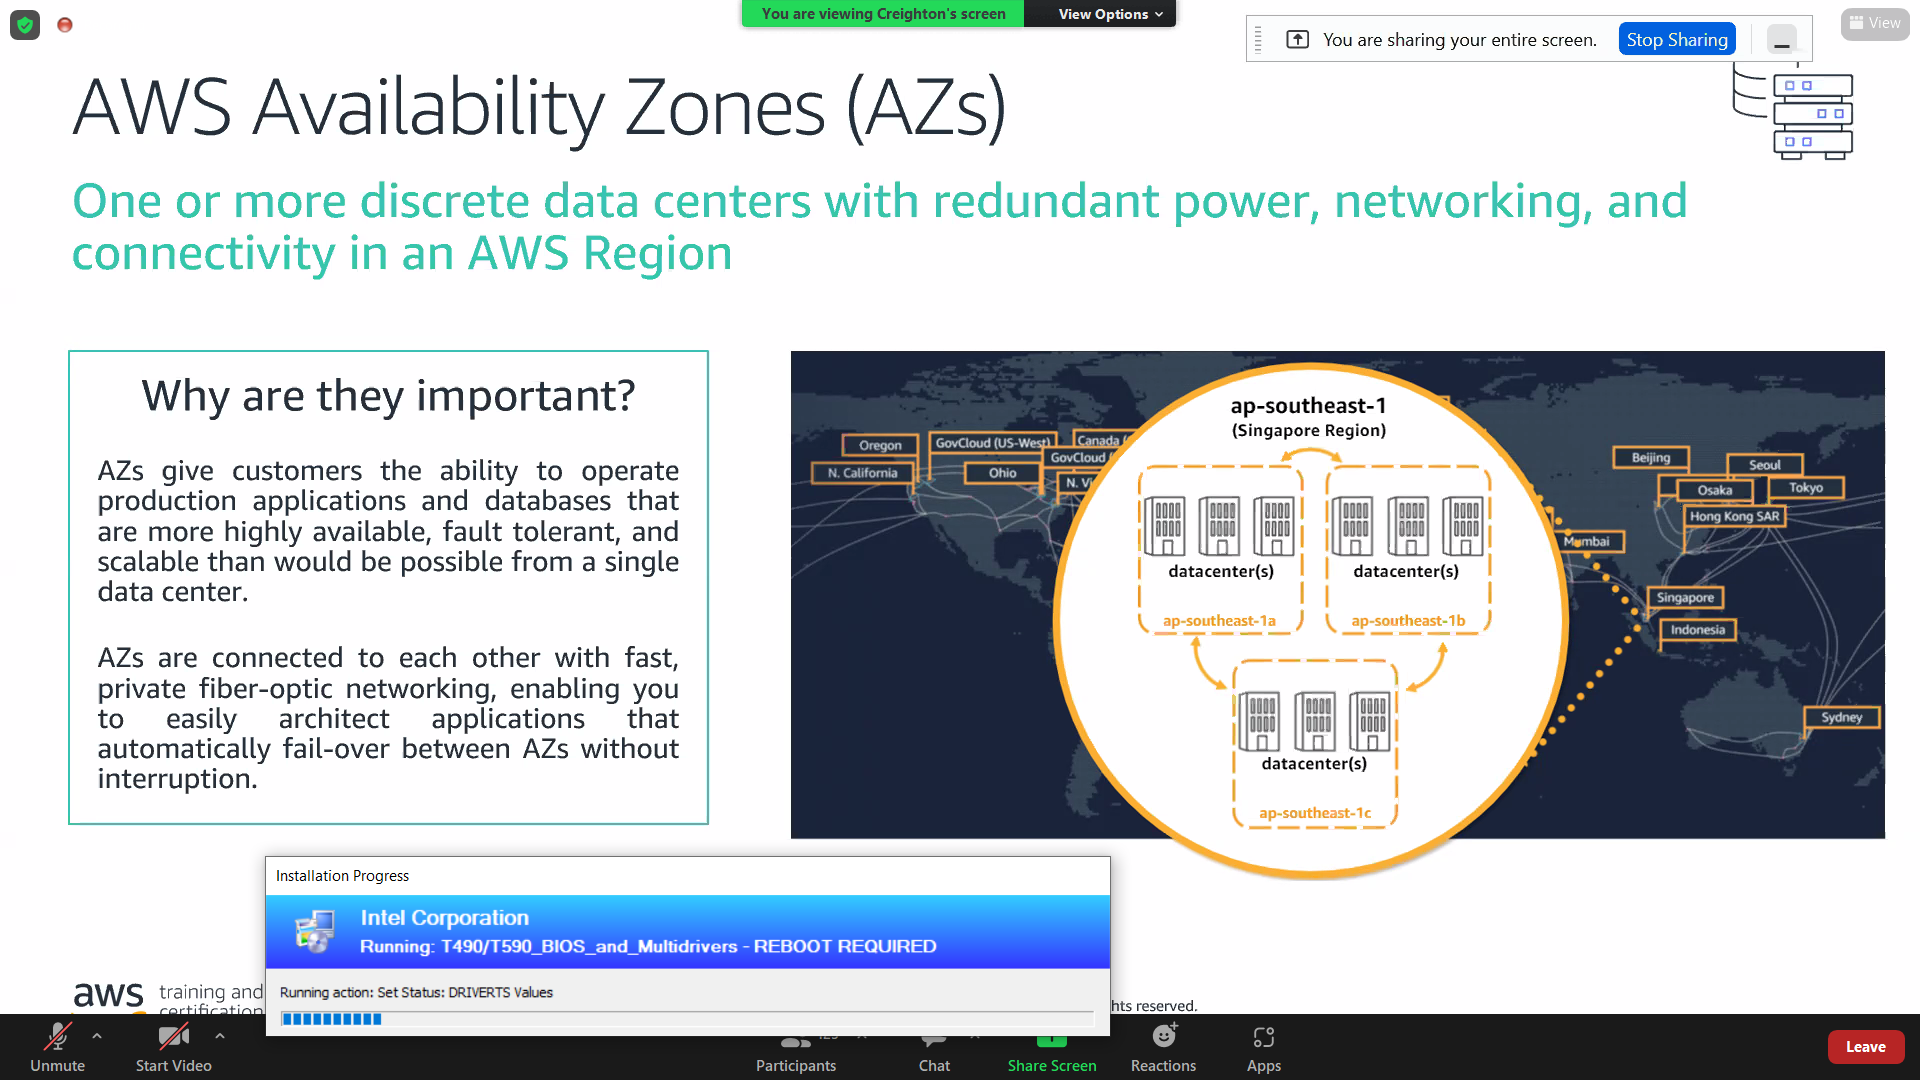 You are viewing Creighton's screen
View Options
You are sharing your entire screen.
Stop Sharing
View
AWS Availability Zones (AZs)
One or more discrete data centers with redundant power, networking, and
connectivity in an AWS Region
Why are they important?
AZs give customers the ability to operate
production applications and databases that
are more highly available, fault tolerant, and
scalable than would be possible from a single
data center.
AZs are connected to each other with fast,
private fiber-optic networking, enabling you
to easily architect applications that
automatically fail-over between AZs without
interruption.
ap-southeast-1
(Singapore Region)
Oregon
GovCloud (US-West)
Canada (
GovCloud (
N. California
Ohio
N. Vi
datacenter(s)
datacenter(s)
ap-southeast-1a
ap-southeast-1b
datacenter(s)
ap-southeast-1c
Beijing
Seoul
Osaka
Tokyo
Hong Kong SAR
Mumbai
Singapore
Indonesia
Sydney
Installation Progress
Intel Corporation
Running: T490/T590_BIOS_and_Multidrivers - REBOOT REQUIRED
Running action: Set Status: DRIVERTS Values
aws
training and
certification
hts reserved.
Unmute
Start Video
Participants
Chat
Share Screen
Reactions
Apps
Leave